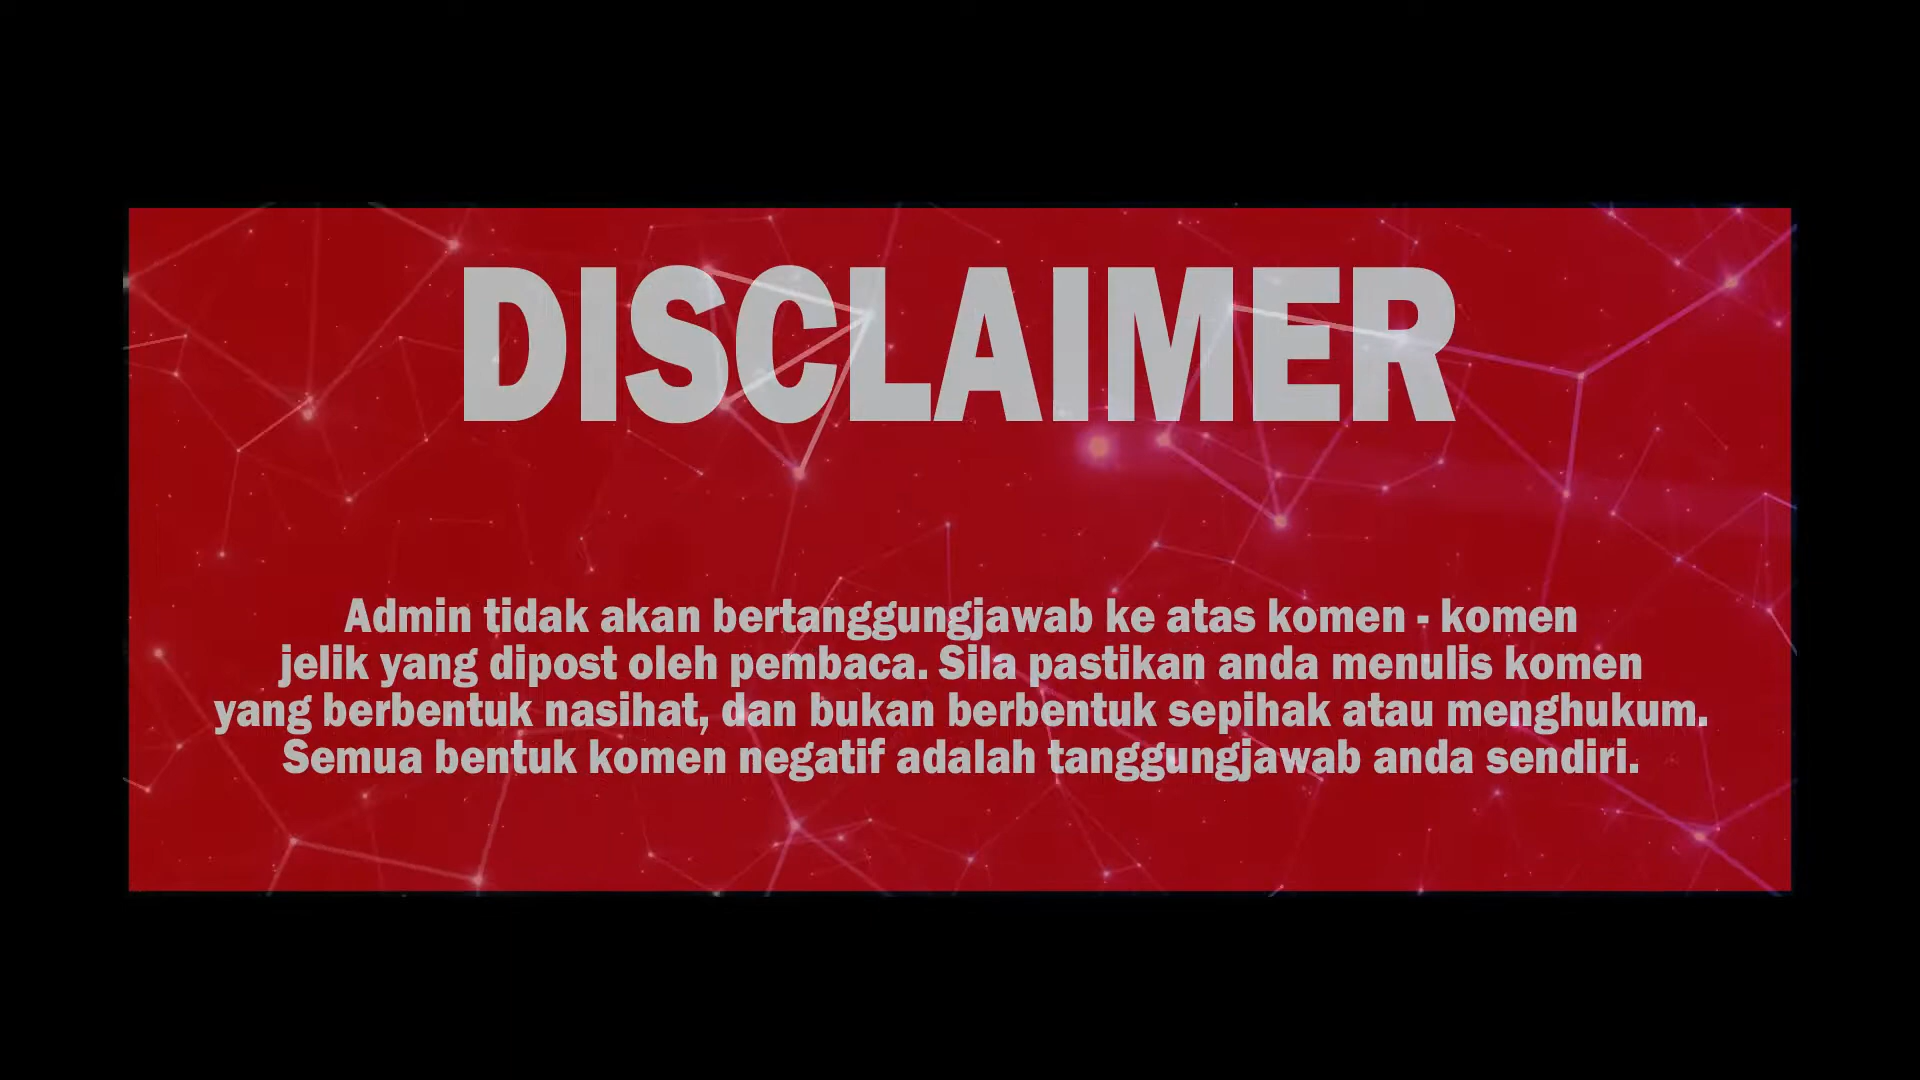 DISCLAIMER
Admin tidak akan bertanggungjawab ke atas komen - komen
jelik yang dipost oleh pembaca. Sila pastikan anda menulis komen
yang berbentuk nasihat, dan bukan berbentuk sepihak atau menghukum.
Semua bentuk komen negatif adalah tanggungjawab anda sendiri.